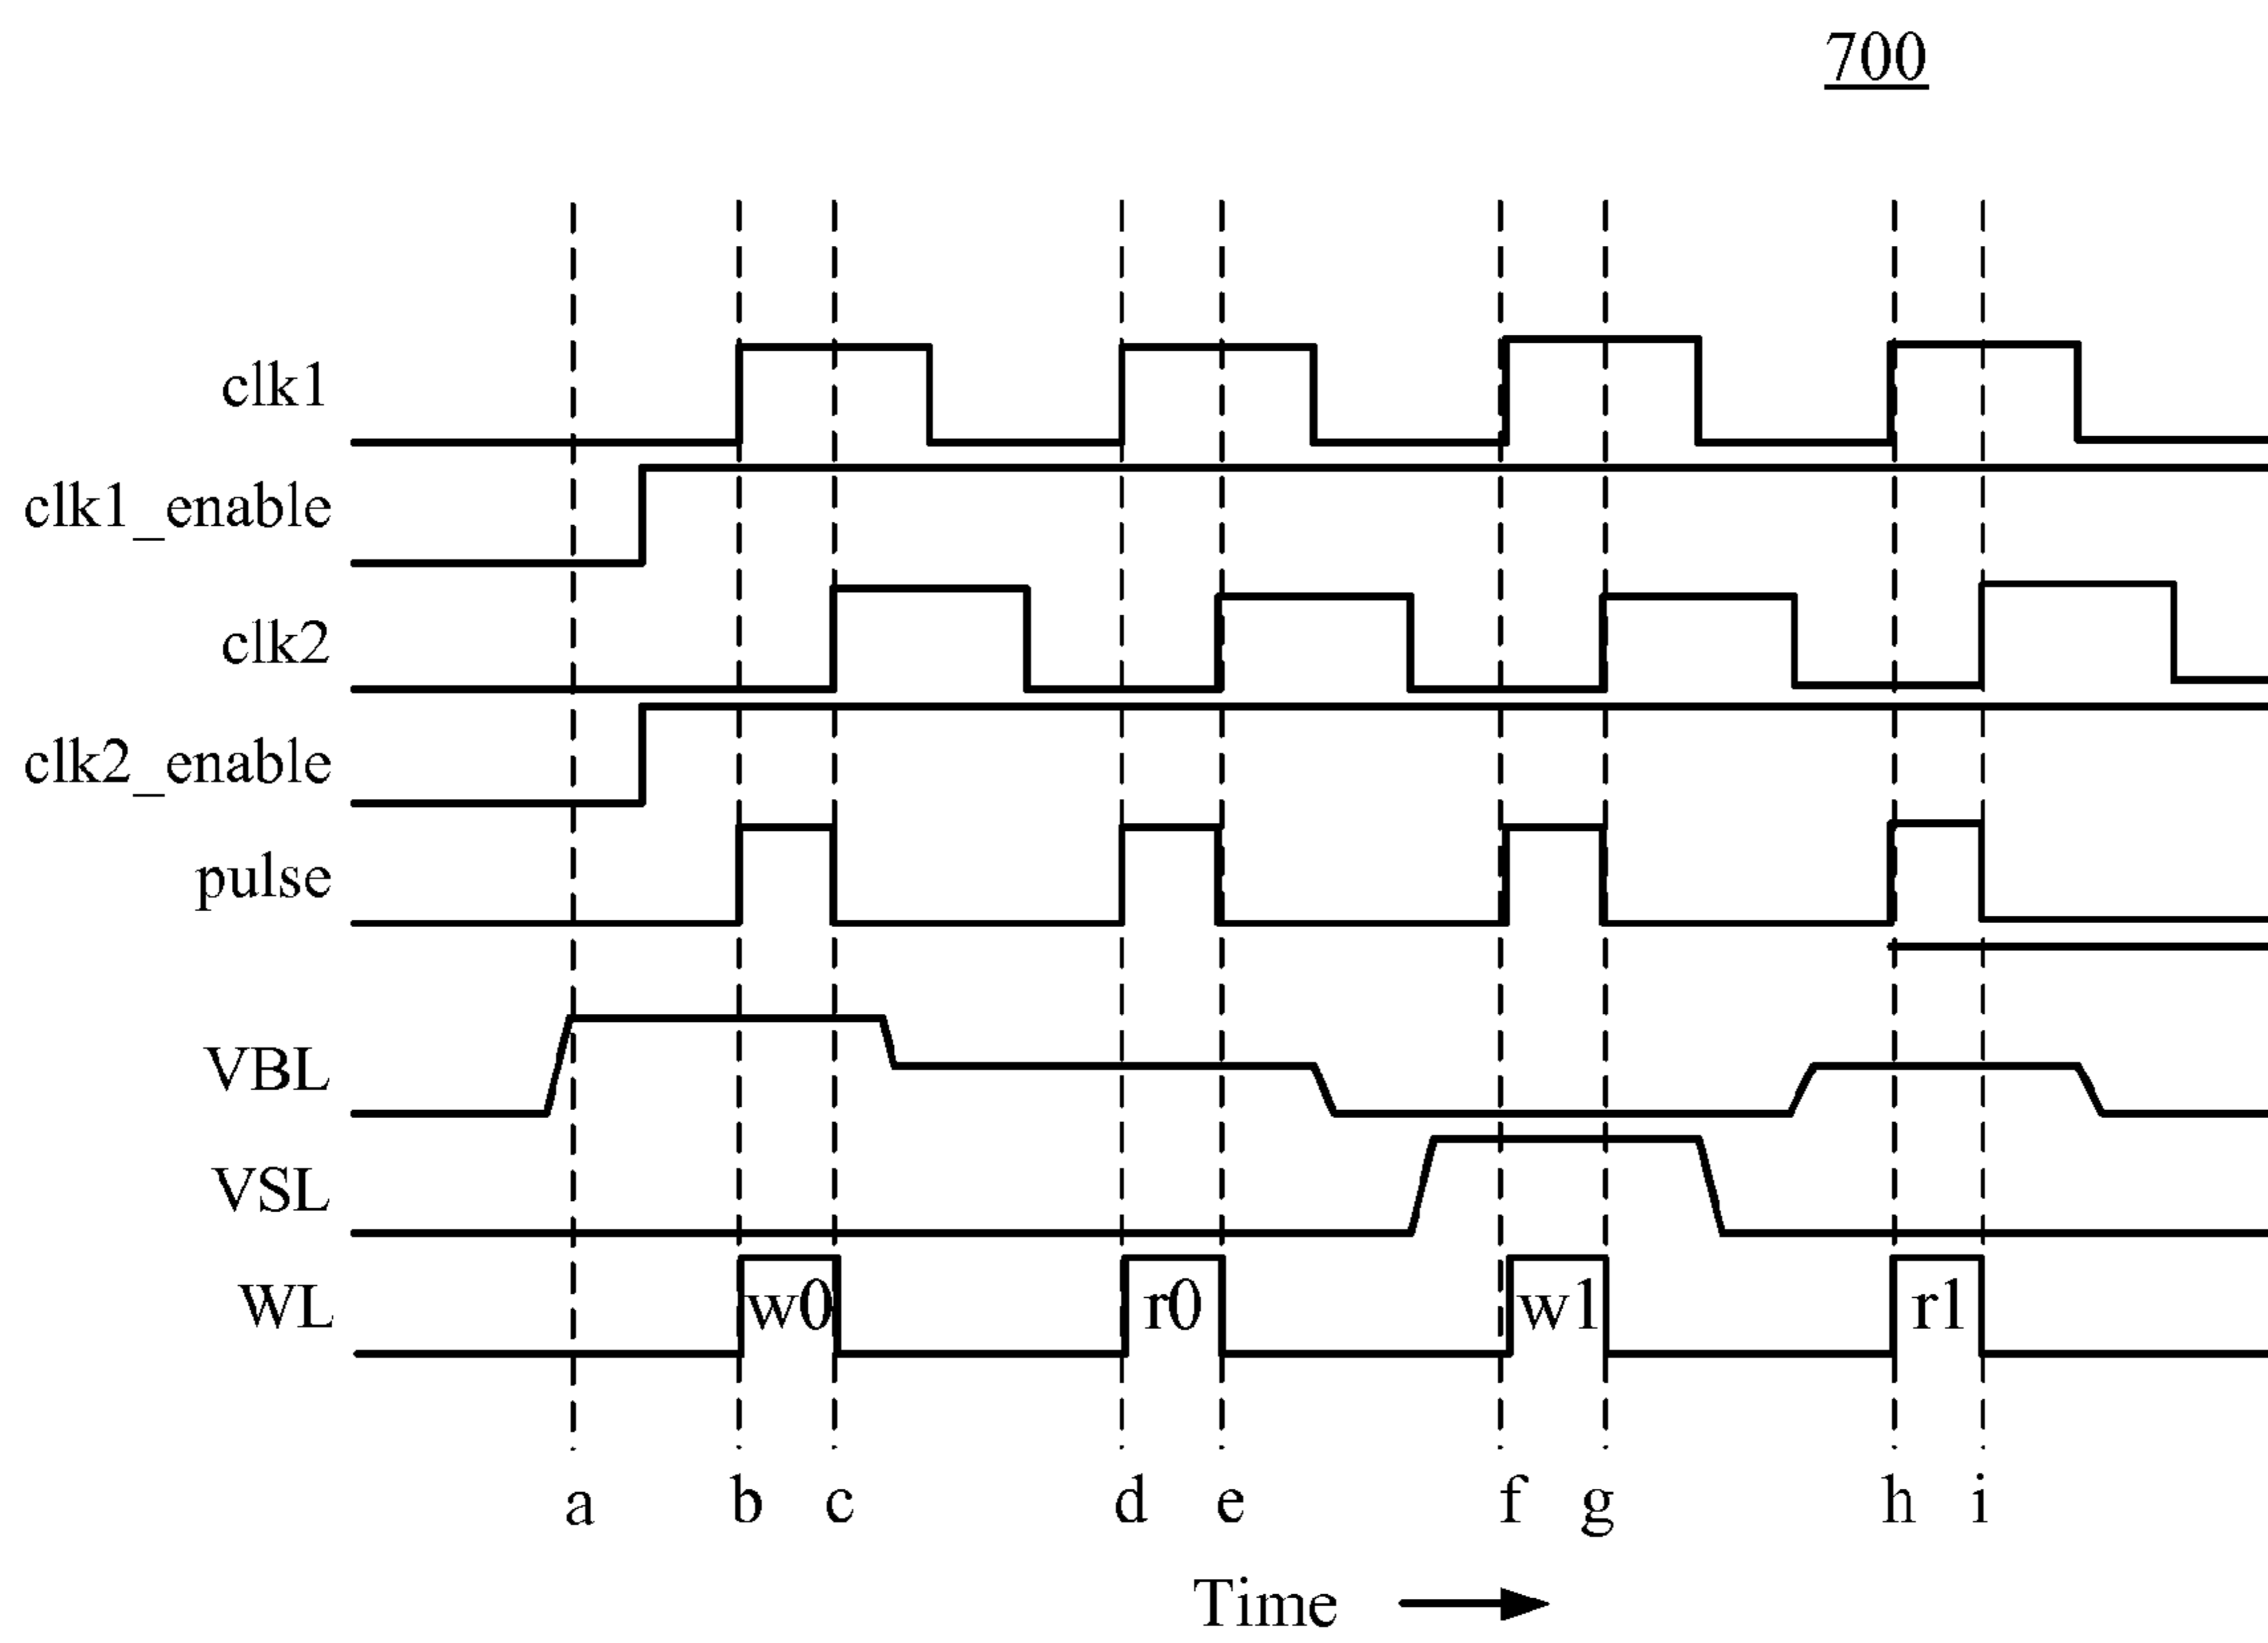 700
clk1
clk1_enable
clk2
clk2_enable
pulse
VBL
VSL
WL
w0 r0 w1 r1
a b c d e f g h i
Time